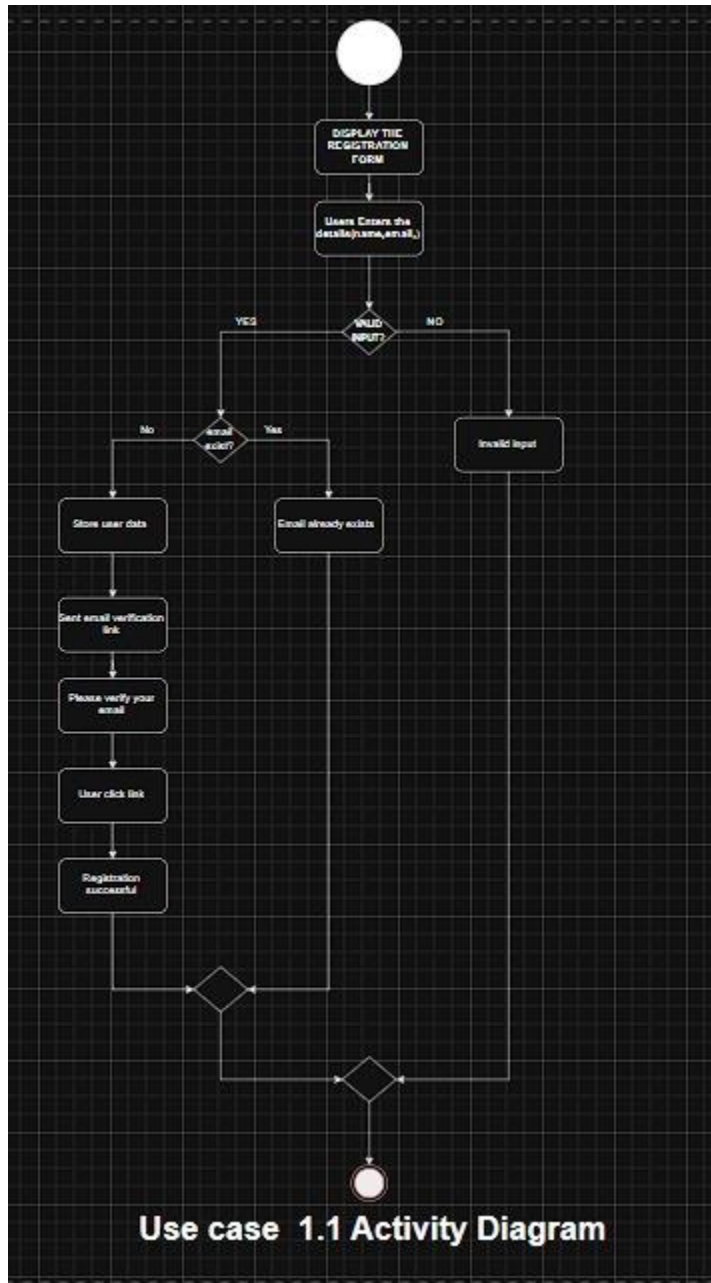 DISPLAY THE
REGISTRATION
FORM
Users Enters the
details(name,email,)
YES
VALID
INPUT?
NO
No
email
exist?
Yes
Invalid input
Store user data
Email already exists
Sent email verification
link
Please verify your
email
User click link
Registration
successful
Use case 1.1 Activity Diagram